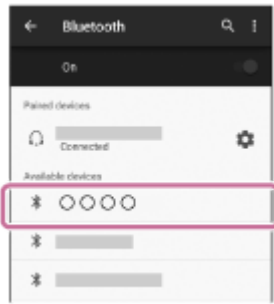 Bluetooth
On
Paired devices
Connected
Available devices
○○○○